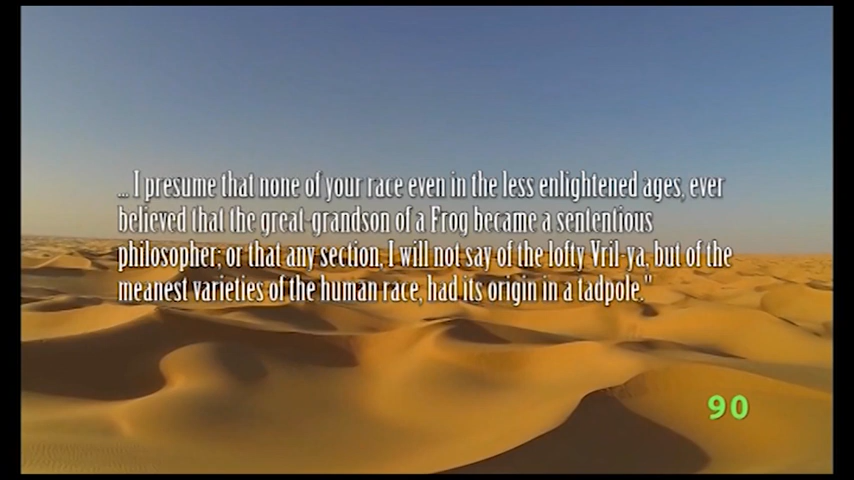 ... I presume that none of your race even in the less enlightened ages, ever
believed that the great-grandson of a Frog became a sententious
philosopher; or that any section, I will not say of the lofty Vril-ya, but of the
meanest varieties of the human race, had its origin in a tadpole."
90